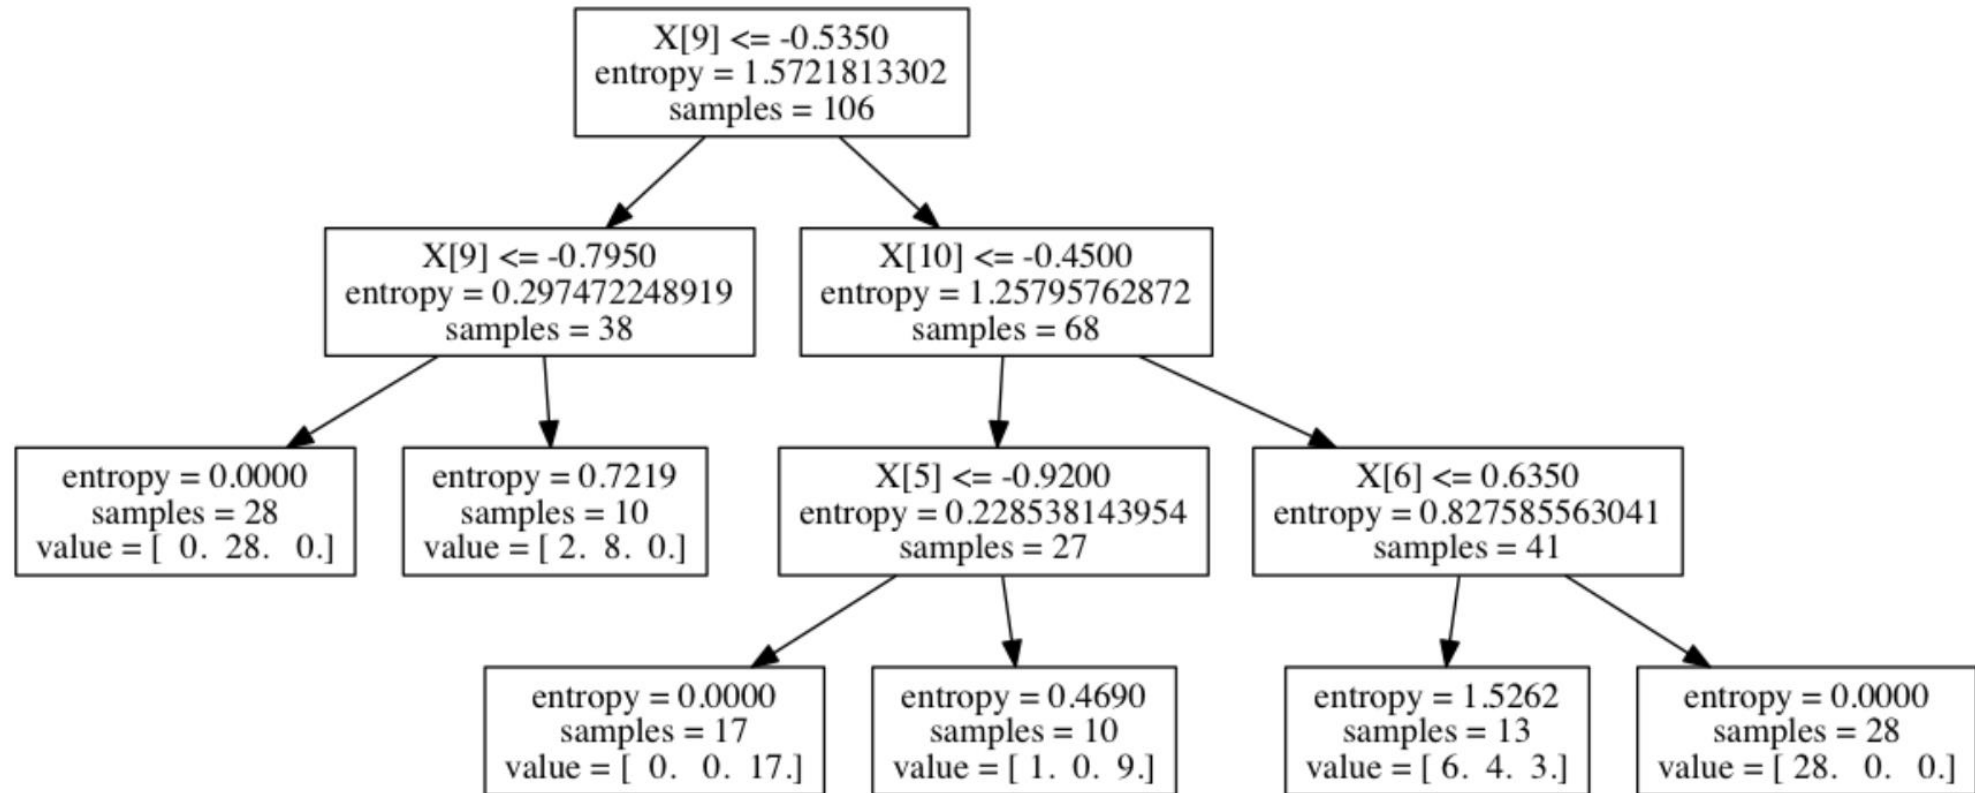 X[9] <= -0.5350
entropy = 1.5721813302
samples = 106
X[9] <= -0.7950
entropy = 0.297472248919
samples = 38
X[10] <= -0.4500
entropy = 1.25795762872
samples = 68
entropy = 0.0000
samples = 28
value = [  0.  28.   0.]
entropy = 0.7219
samples = 10
value = [ 2.  8.  0.]
X[5] <= -0.9200
entropy = 0.228538143954
samples = 27
X[6] <= 0.6350
entropy = 0.827585563041
samples = 41
entropy = 0.0000
samples = 17
value = [  0.   0.  17.]
entropy = 0.4690
samples = 10
value = [ 1.  0.  9.]
entropy = 1.5262
samples = 13
value = [ 6.  4.  3.]
entropy = 0.0000
samples = 28
value = [ 28.   0.   0.]